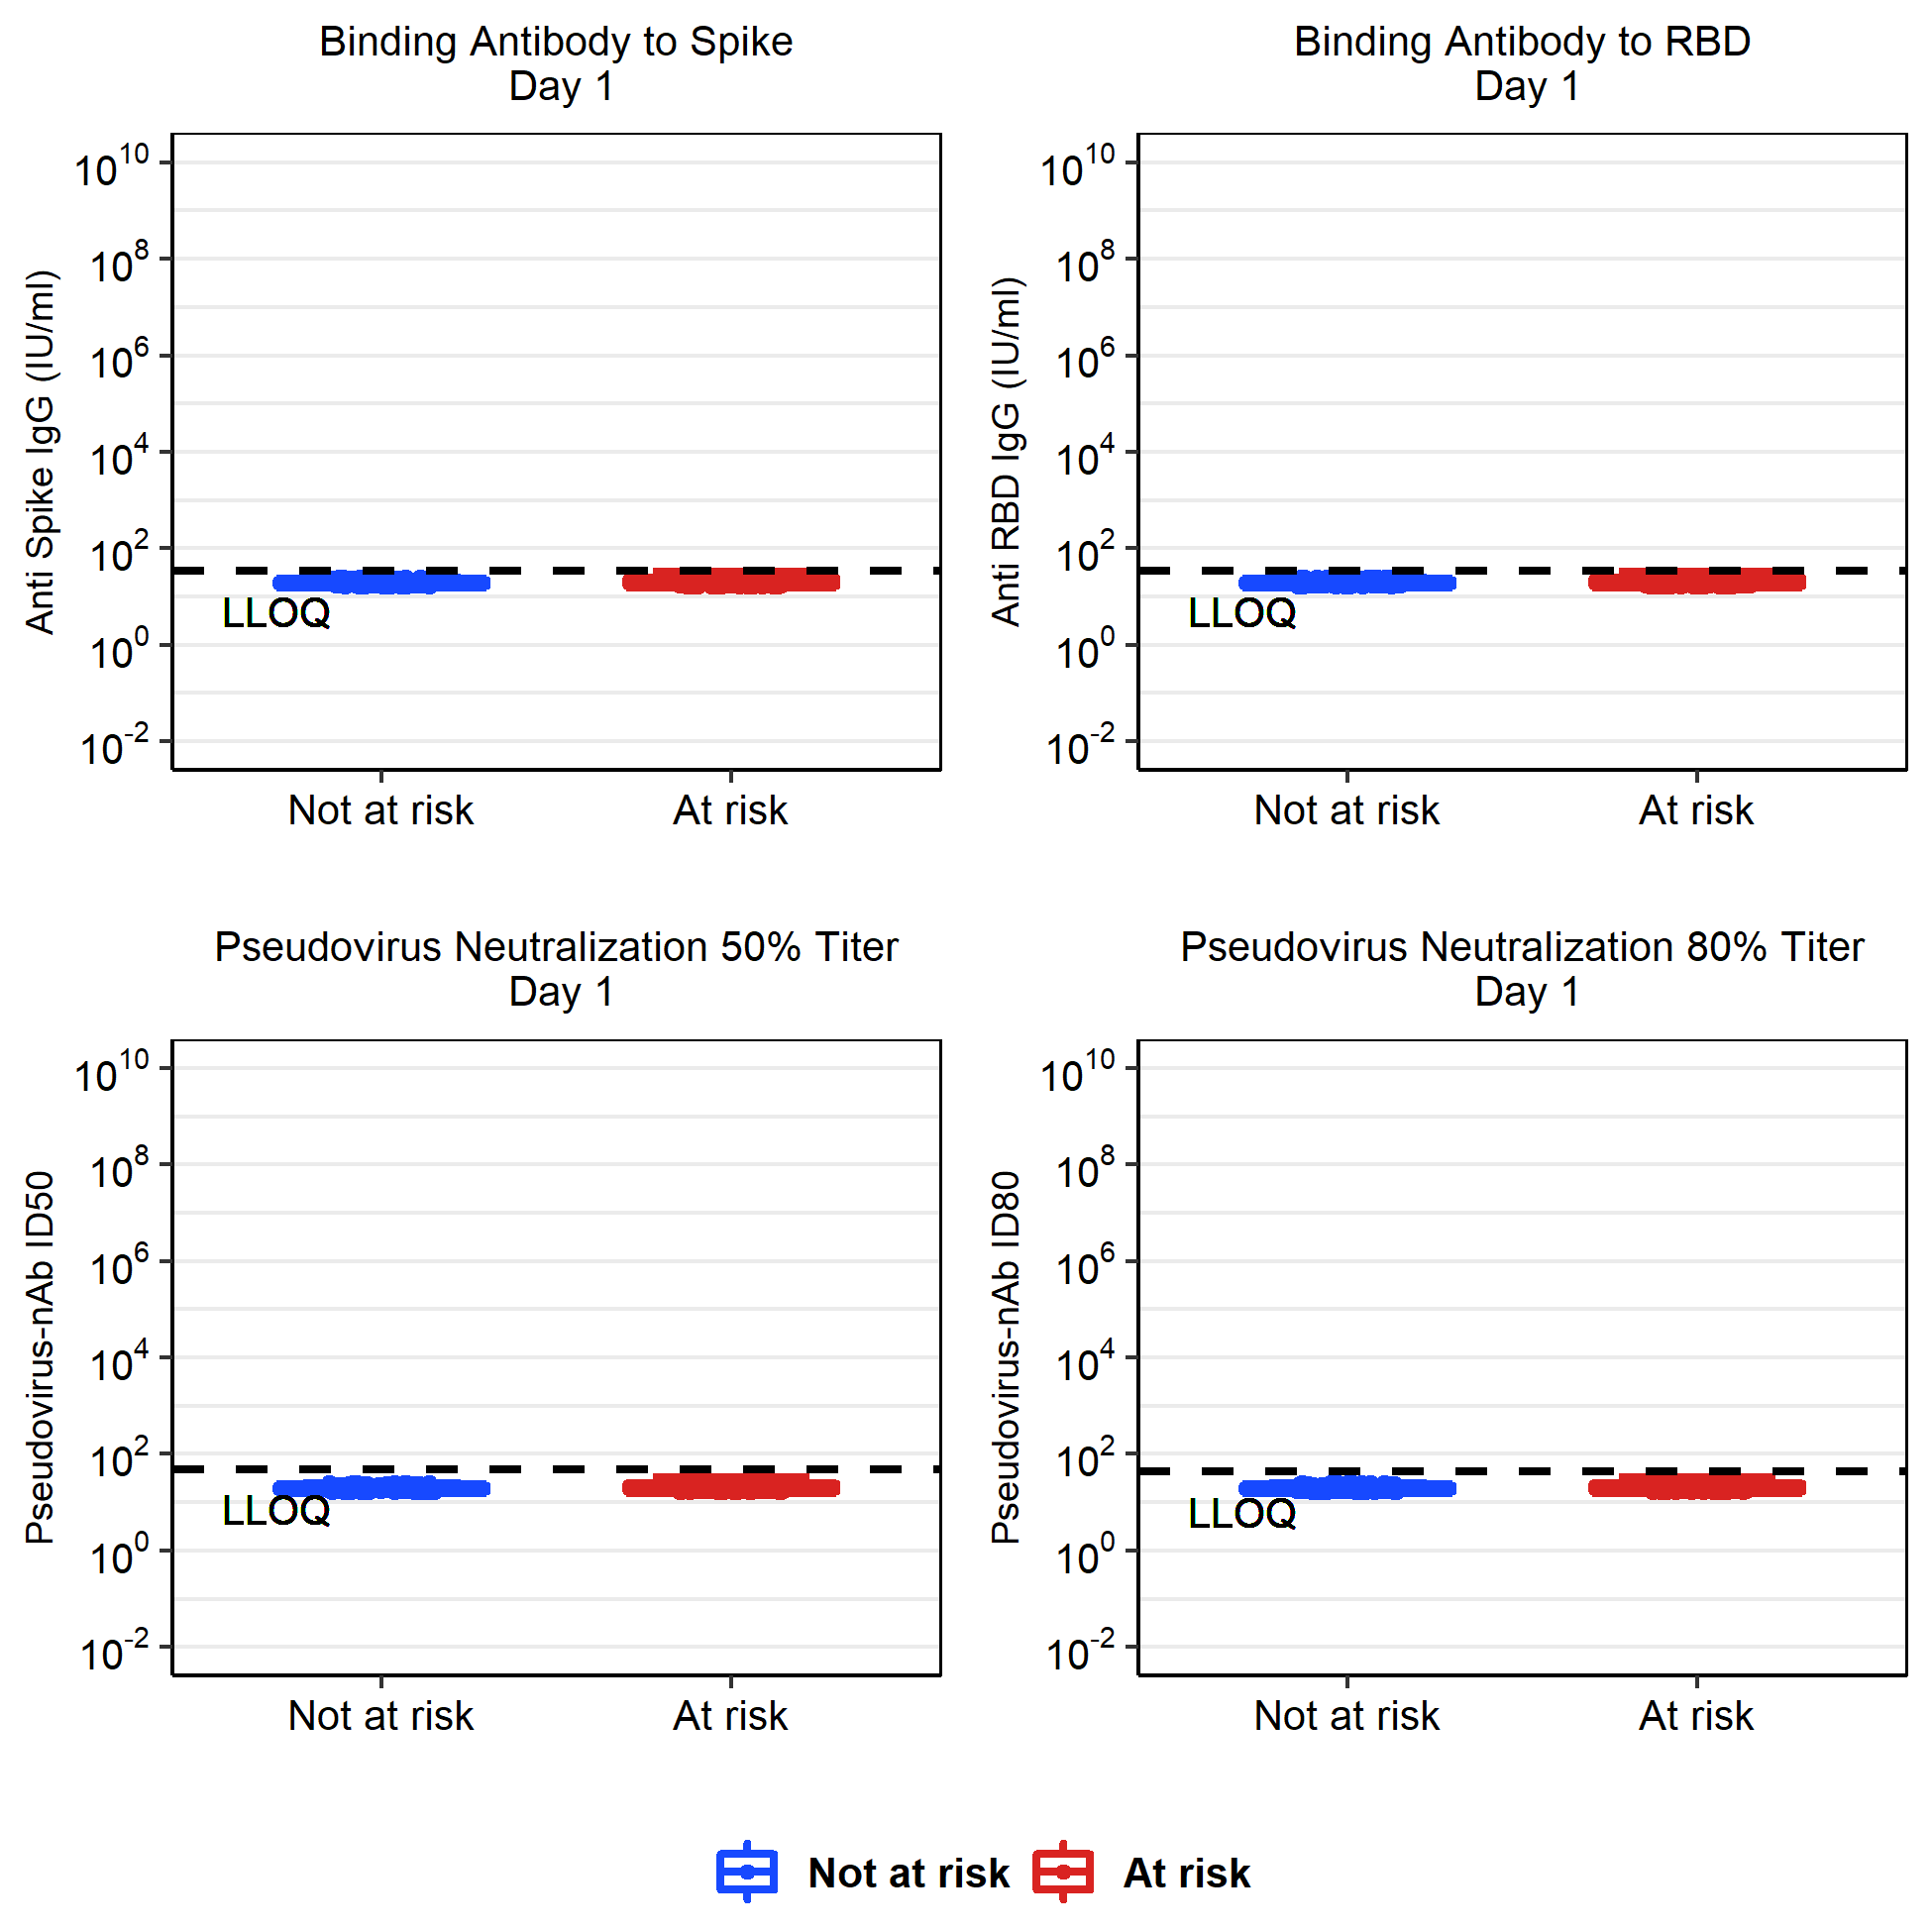 Binding Antibody to Spike
Day 1
Anti Spike IgG (IU/ml)
10^10
10^8
10^6
10^4
10^2
10^0
10^-2
LLOQ
Not at risk At risk
Binding Antibody to RBD
Day 1
Anti RBD IgG (IU/ml)
10^10
10^8
10^6
10^4
10^2
10^0
10^-2
LLOQ
Not at risk At risk
Pseudovirus Neutralization 50% Titer
Day 1
Pseudovirus-nAb ID50
10^10
10^8
10^6
10^4
10^2
10^0
10^-2
LLOQ
Not at risk At risk
Pseudovirus Neutralization 80% Titer
Day 1
Pseudovirus-nAb ID80
10^10
10^8
10^6
10^4
10^2
10^0
10^-2
LLOQ
Not at risk At risk
Not at risk At risk